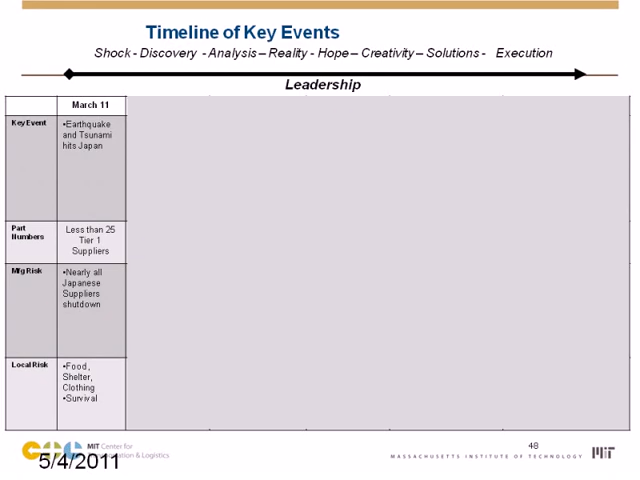 Timeline of Key Events
Shock - Discovery - Analysis – Reality - Hope – Creativity – Solutions - Execution
Leadership
March 11
Key Event
•Earthquake
and Tsunami
hits Japan
Part
Numbers
Less than 25
Tier 1
Suppliers
Mfg Risk
•Nearly all
Japanese
Suppliers
shutdown
Local Risk
•Food,
Shelter,
Clothing
•Survival
MIT Center for
& Logistics
5/4/2011
48
MASSACHUSETTS INSTITUTE OF TECHNOLOGY
MIT